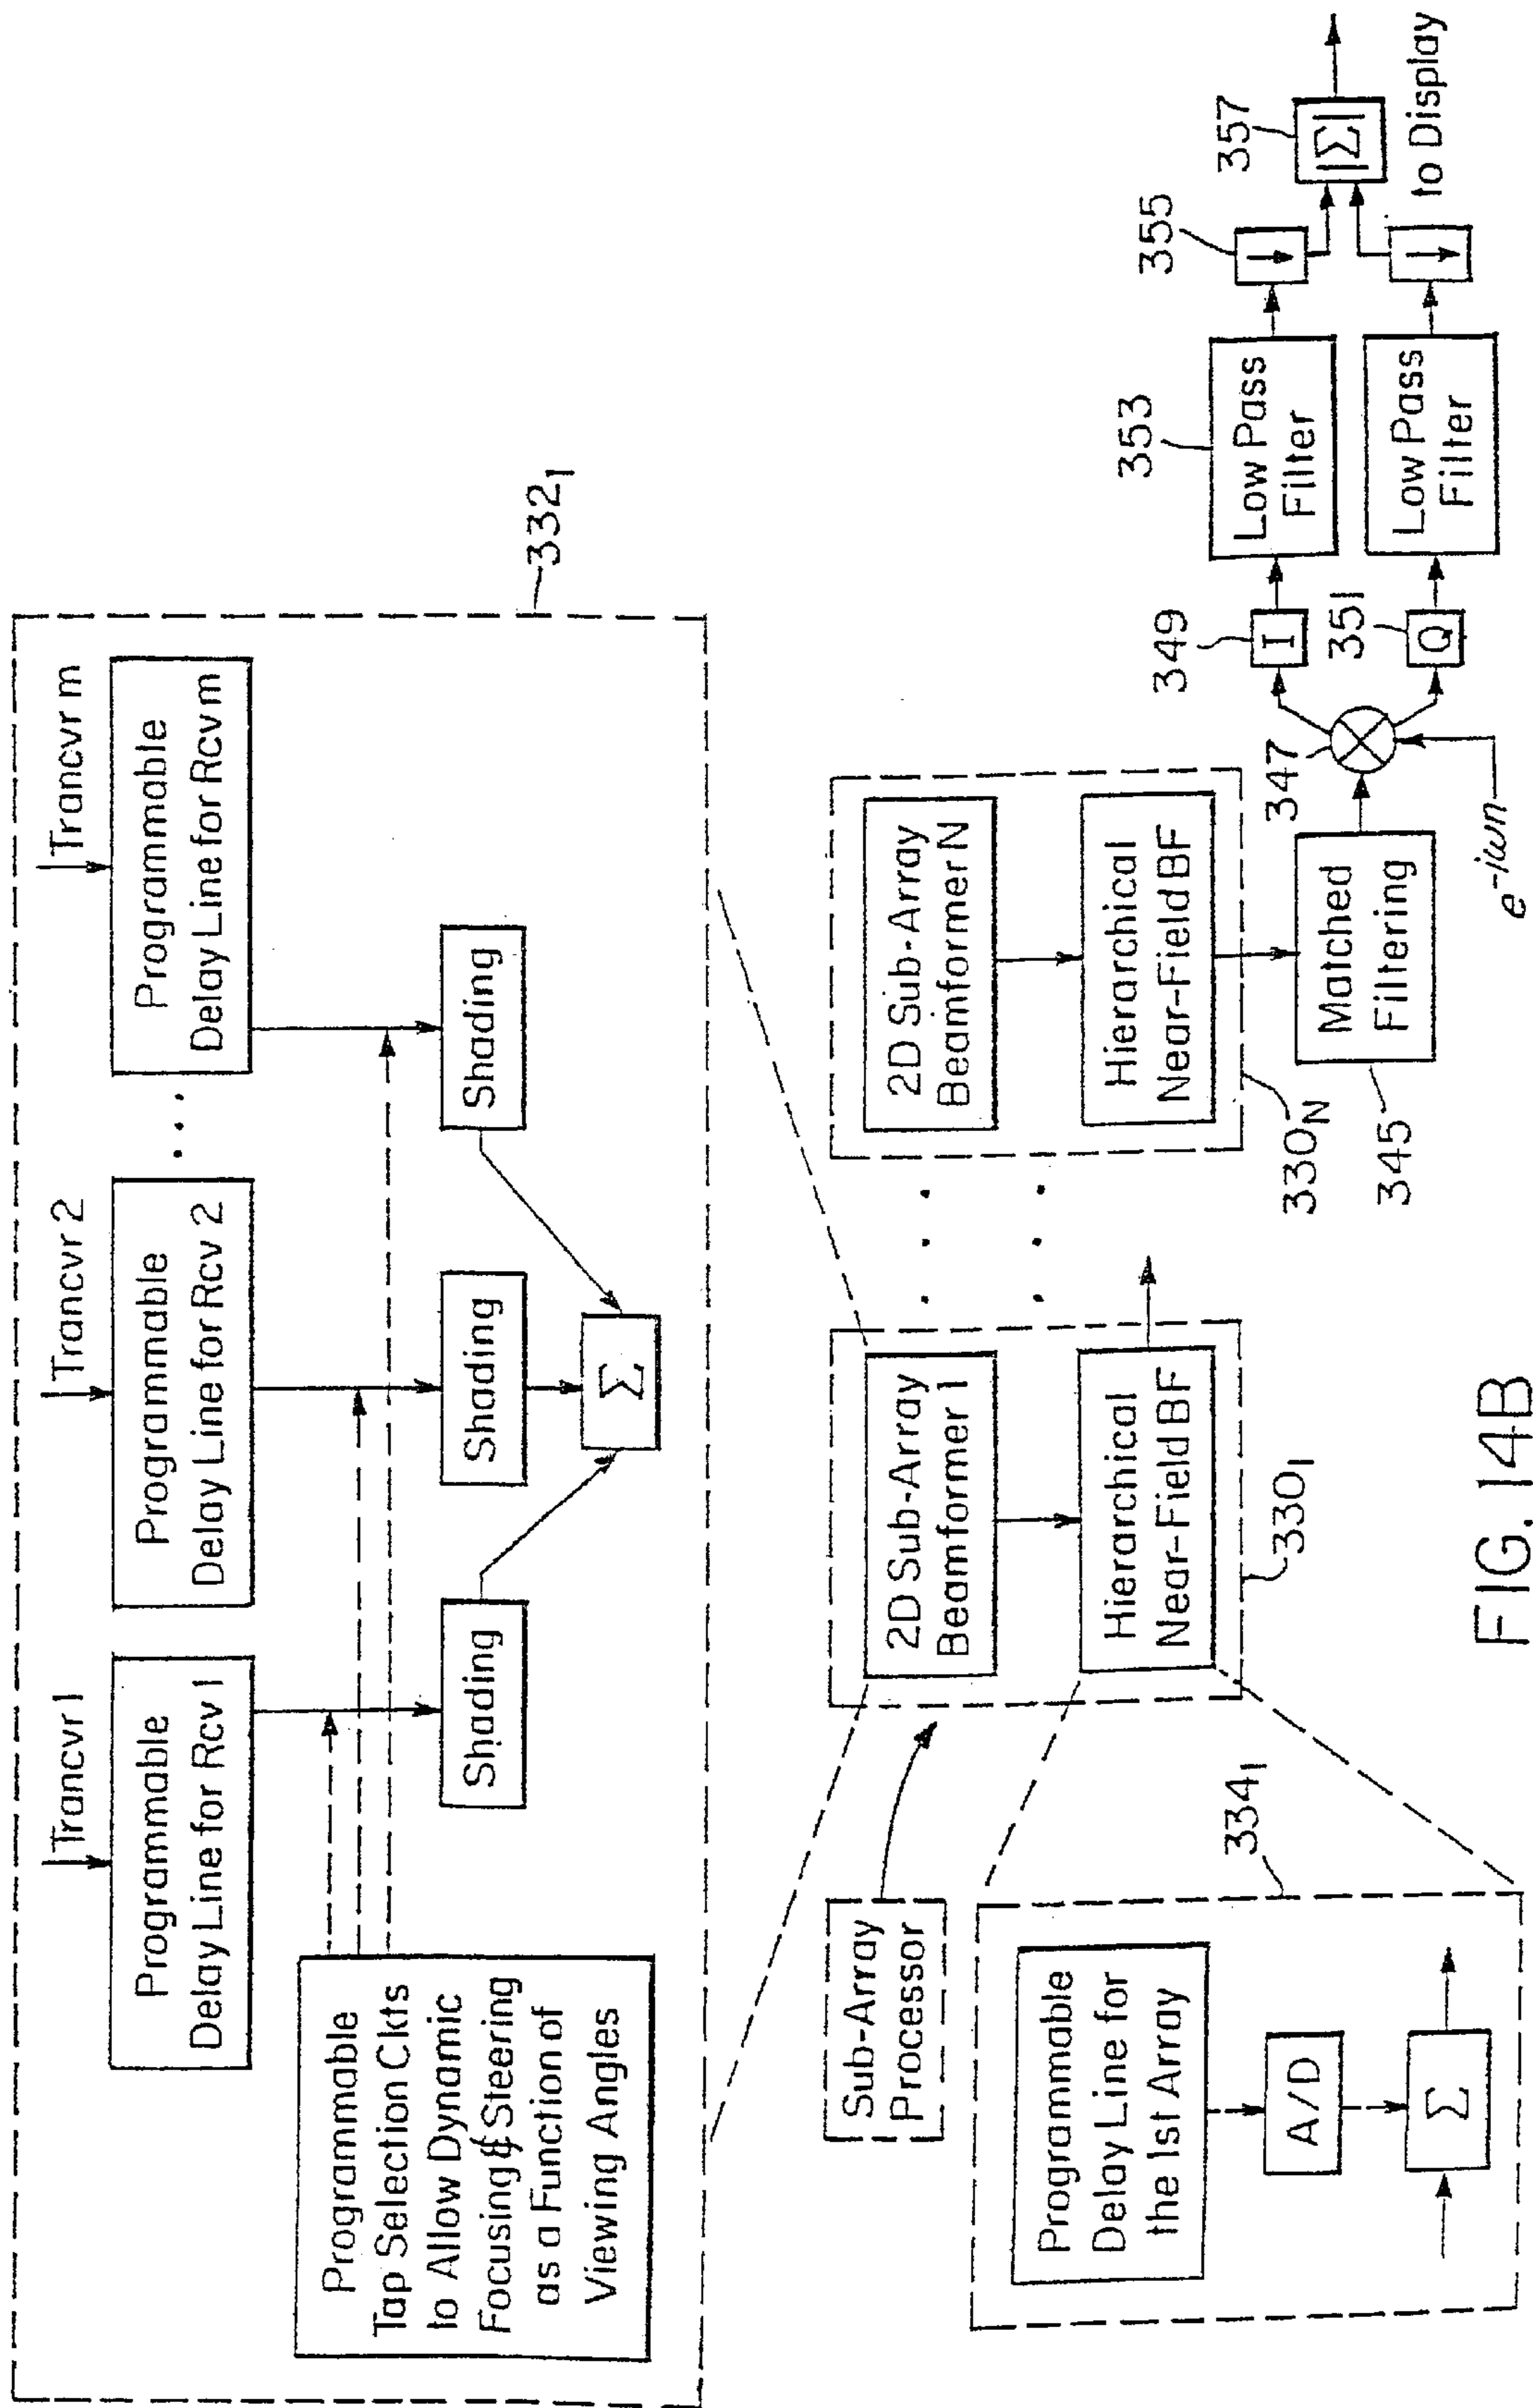 Trancvr 1
Trancvr 2
Trancvr m
Programmable
Delay Line for Rcv 1
Programmable
Delay Line for Rcv 2
. . .
Programmable
Delay Line for Rcv m
Programmable
Tap Selection Ckts
to Allow Dynamic
Focusing & Steering
as a Function of
Viewing Angles
Shading
Shading
Shading
Σ
332₁
Sub-Array
Processor
2D Sub-Array
Beamformer 1
Hierarchical
Near-Field BF
330₁
. . .
. . .
2D Sub-Array
Beamformer N
Hierarchical
Near-Field BF
330N
Programmable
Delay Line for
the 1st Array
A/D
Σ
334₁
Matched
Filtering
345
347
e^-iwn
I
349
Q
351
Low Pass
Filter
353
Low Pass
Filter
↓
355
↓
|Σ|
357
to Display
FIG. 14B